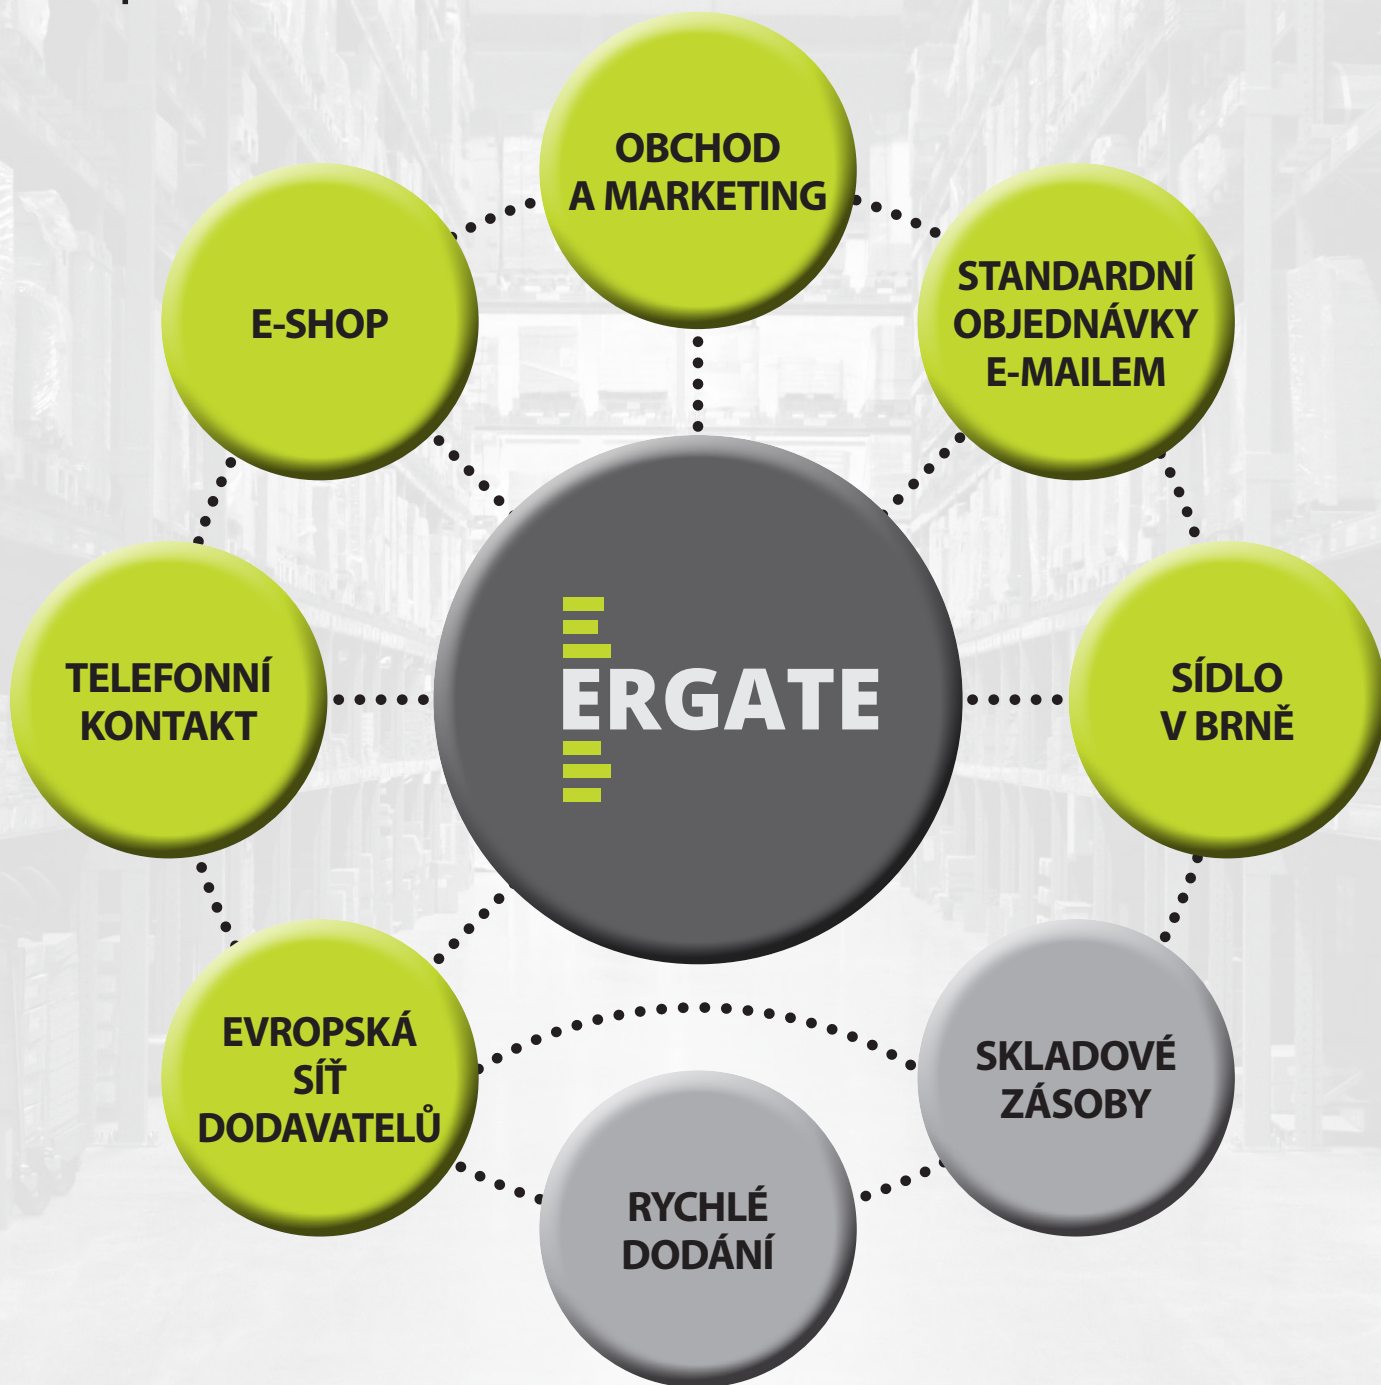 OBCHOD
A MARKETING
STANDARDNÍ
OBJEDNÁVKY
E-MAILEM
E-SHOP
TELEFONNÍ
KONTAKT
ERGATE
SÍDLO
V BRNĚ
EVROPSKÁ
SÍŤ
DODAVATELŮ
SKLADOVÉ
ZÁSOBY
RYCHLÉ
DODÁNÍ